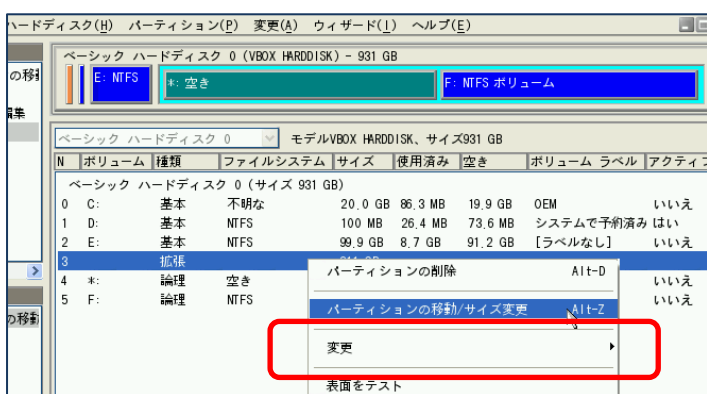 ハードディスク(H) パーティション(P) 変更(A) ウィザード(I) ヘルプ(E)
ベーシック ハードディスク 0 (VBOX HARDDISK) - 931 GB
の移
E: NTFS
*: 空き
F: NTFS ボリューム
編集
ベーシック ハードディスク 0
モデルVBOX HARDDISK、サイズ931 GB
N ボリューム 種類 ファイルシステム サイズ 使用済み 空き ボリューム ラベル アクティブ
ベーシック ハードディスク 0 (サイズ 931 GB)
0 C: 基本 不明な 20.0 GB 86.3 MB 19.9 GB OEM いいえ
1 D: 基本 NTFS 100 MB 26.4 MB 73.6 MB システムで予約済み はい
2 E: 基本 NTFS 99.9 GB 8.7 GB 91.2 GB [ラベルなし] いいえ
3 拡張
4 *: 論理 空き いいえ
5 F: 論理 NTFS いいえ
の移動
パーティションの削除 Alt-D
パーティションの移動/サイズ変更 Alt-Z
変更
表面をテスト